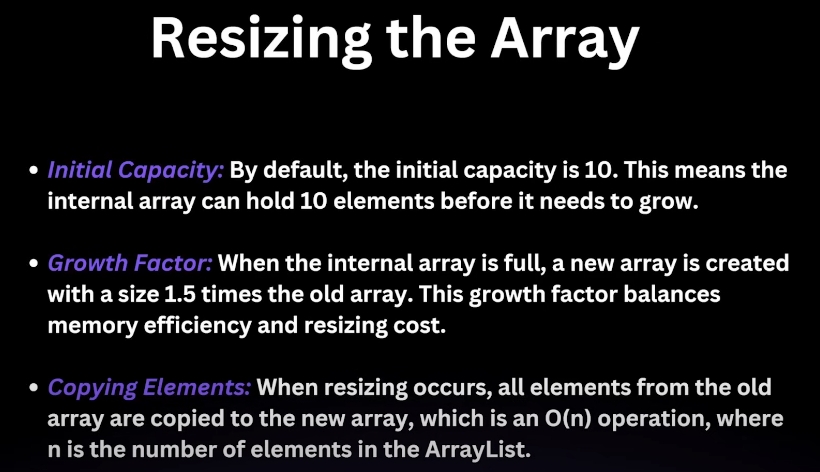 Resizing the Array
• Initial Capacity: By default, the initial capacity is 10. This means the
internal array can hold 10 elements before it needs to grow.
• Growth Factor: When the internal array is full, a new array is created
with a size 1.5 times the old array. This growth factor balances
memory efficiency and resizing cost.
• Copying Elements: When resizing occurs, all elements from the old
array are copied to the new array, which is an O(n) operation, where
n is the number of elements in the ArrayList.